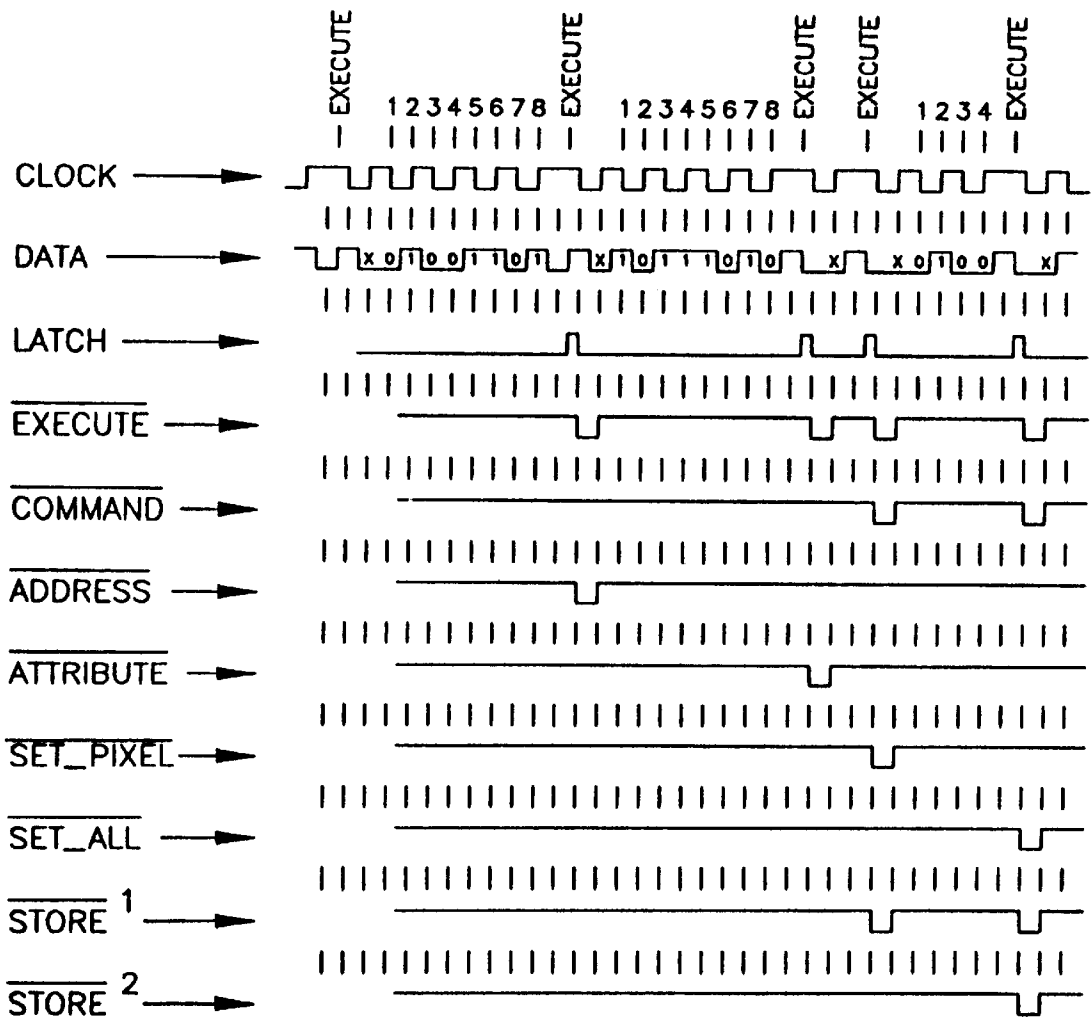 EXECUTE EXECUTE EXECUTE EXECUTE EXECUTE
1 2 3 4 5 6 7 8 1 2 3 4 5 6 7 8 1 2 3 4
CLOCK
DATA X 0 1 0 0 1 1 0 1 X 1 0 1 1 1 0 1 0 X X 0 1 0 0 X
LATCH
EXECUTE
COMMAND
ADDRESS
ATTRIBUTE
SET_PIXEL
SET_ALL
STORE 1
STORE 2